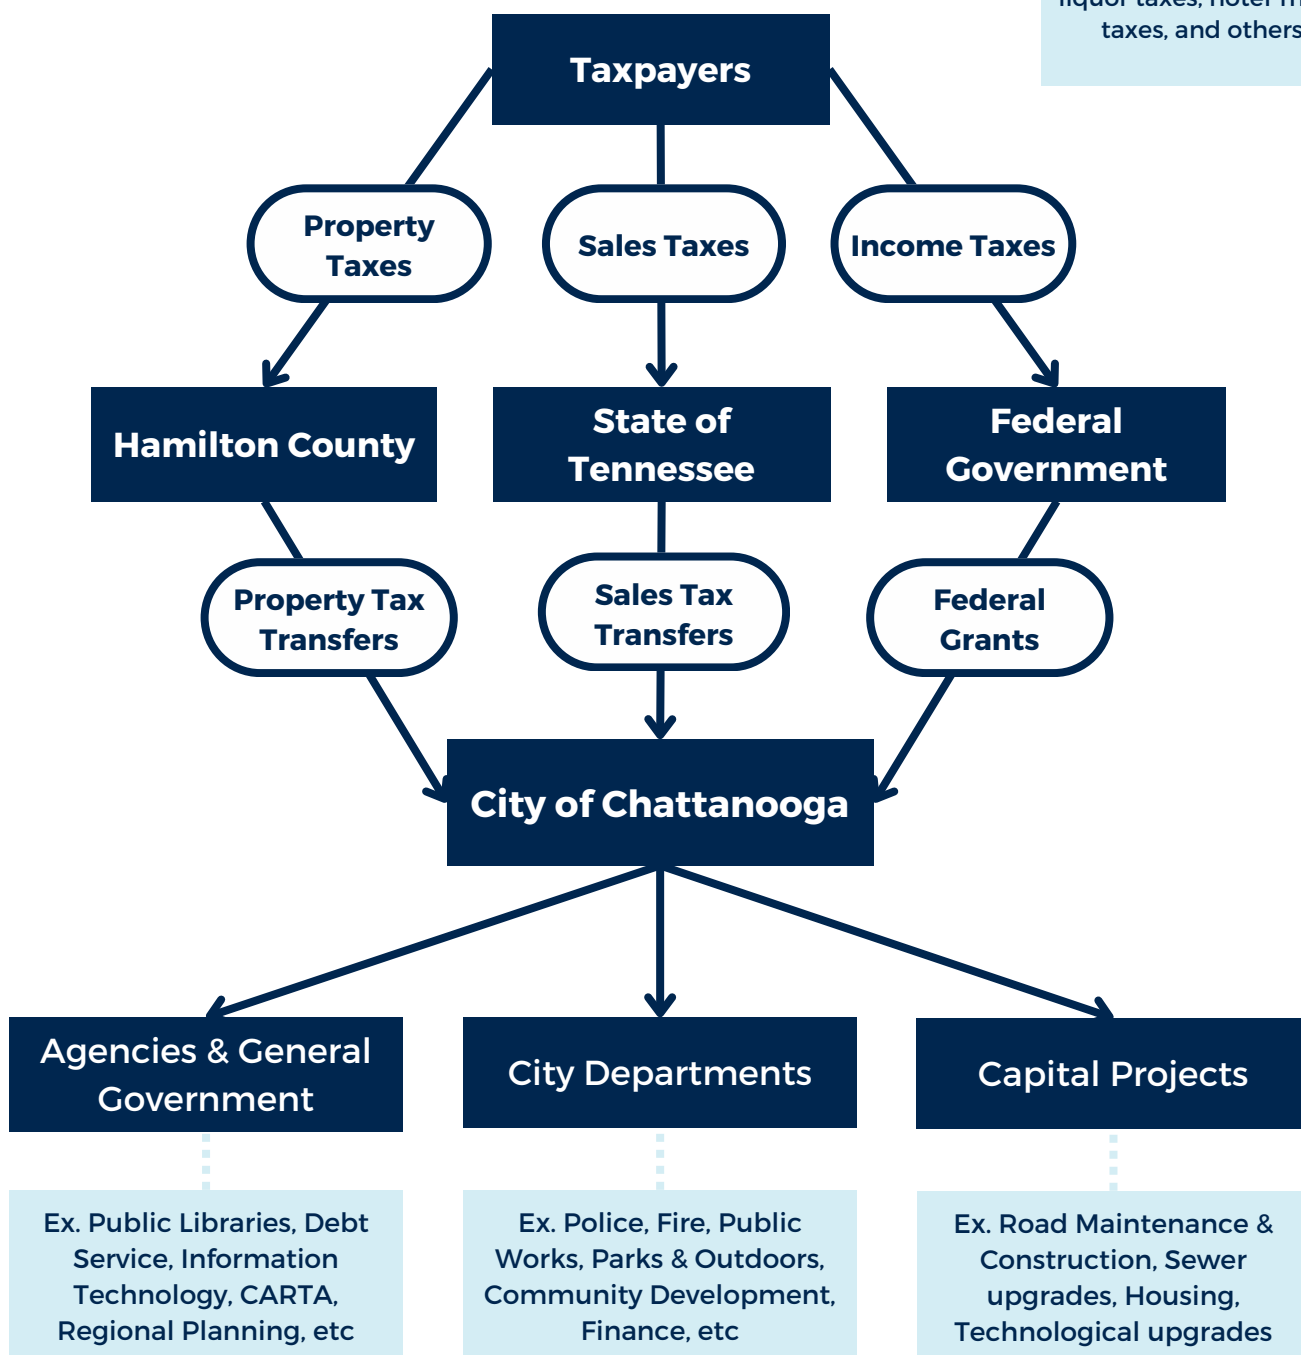 taxes, and others
Taxpayers
Property
Taxes
Sales Taxes
Income Taxes
Hamilton County
State of
Tennessee
Federal
Government
Property Tax
Transfers
Sales Tax
Transfers
Federal
Grants
City of Chattanooga
Agencies & General
Government
City Departments
Capital Projects
Ex. Public Libraries, Debt
Service, Information
Technology, CARTA,
Regional Planning, etc
Ex. Police, Fire, Public
Works, Parks & Outdoors,
Community Development,
Finance, etc
Ex. Road Maintenance &
Construction, Sewer
upgrades, Housing,
Technological upgrades